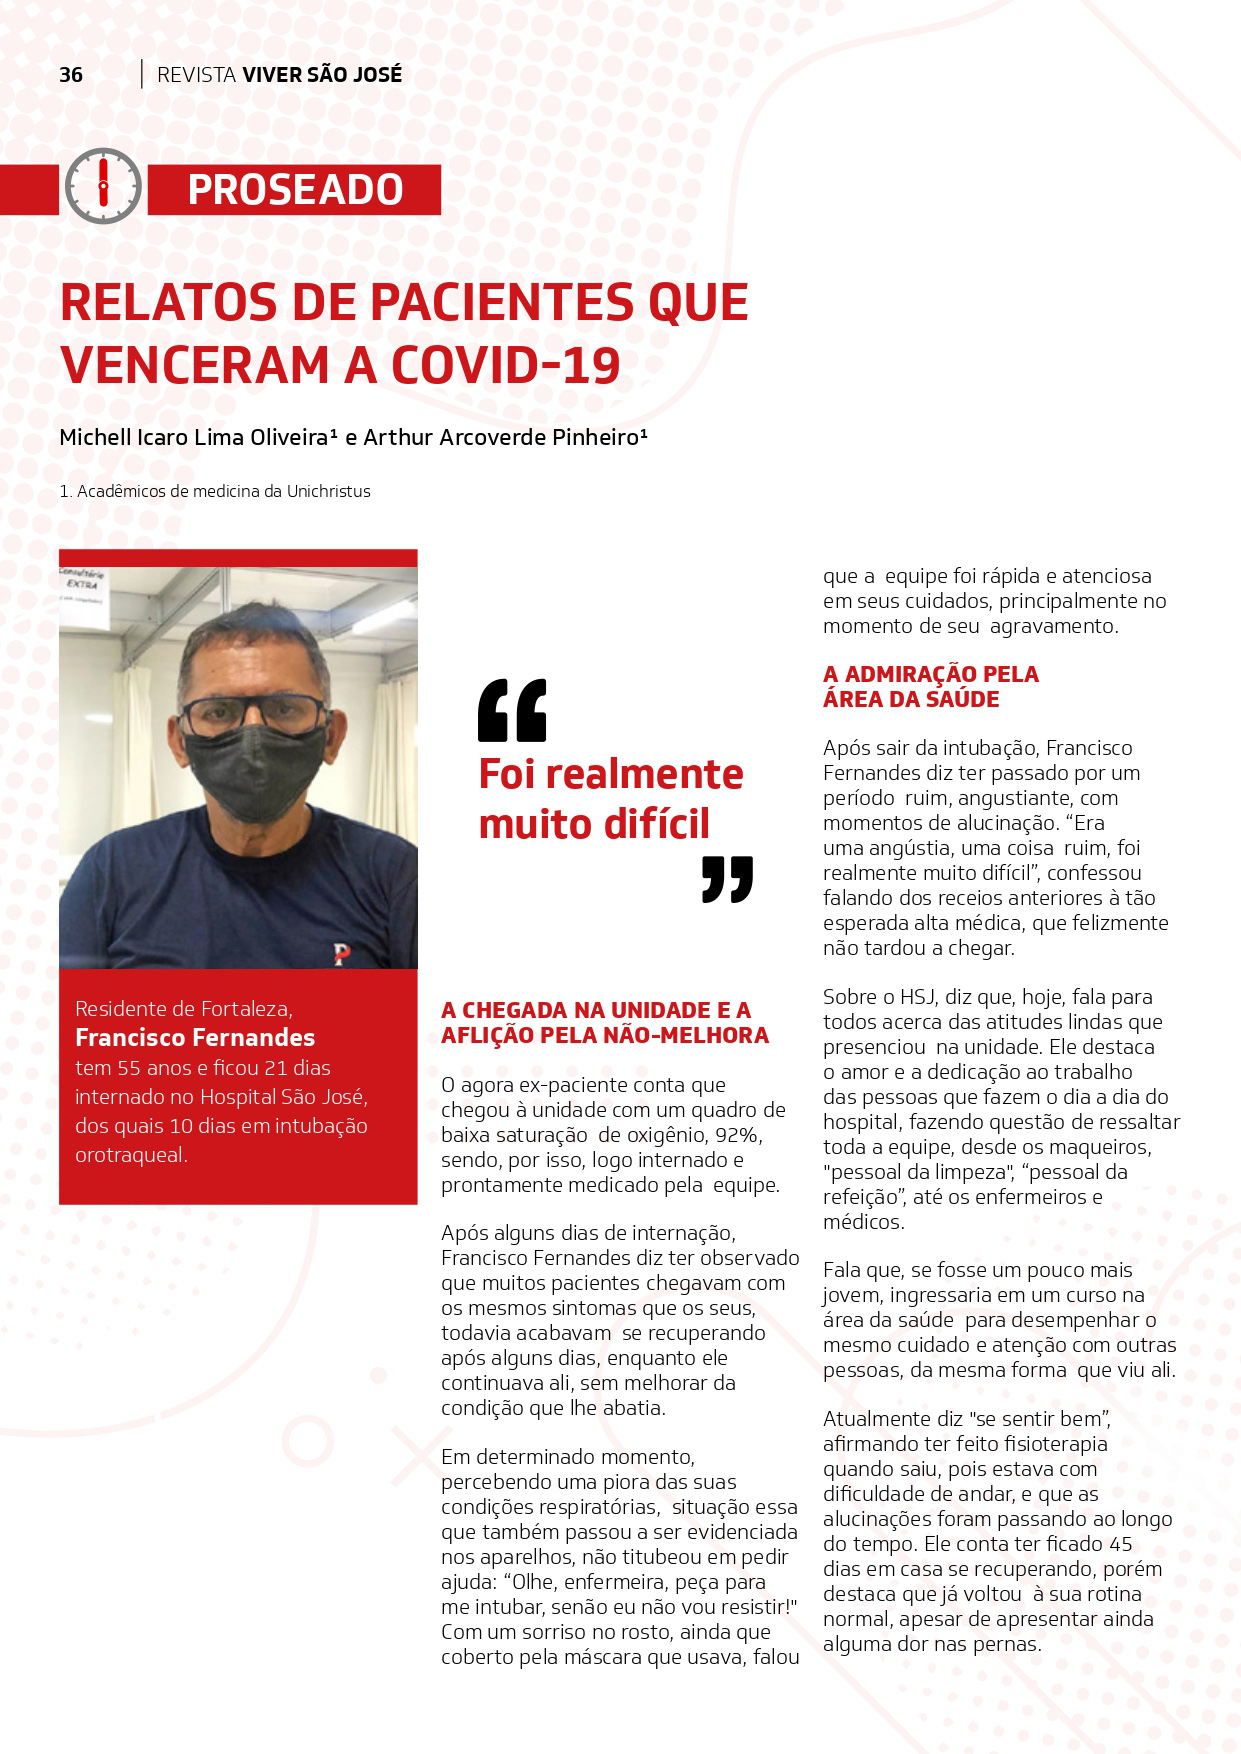 36
REVISTA VIVER SÃO JOSÉ
PROSEADO
RELATOS DE PACIENTES QUE
VENCERAM A COVID-19
Michell Icaro Lima Oliveira¹ e Arthur Arcoverde Pinheiro¹
1. Acadêmicos de medicina da Unichristus
Consultório
EXTRA
P
Residente de Fortaleza,
Francisco Fernandes
tem 55 anos e ficou 21 dias
internado no Hospital São José,
dos quais 10 dias em intubação
orotraqueal.
“
Foi realmente
muito difícil
”
A CHEGADA NA UNIDADE E A
AFLIÇÃO PELA NÃO-MELHORA
O agora ex-paciente conta que
chegou à unidade com um quadro de
baixa saturação de oxigênio, 92%,
sendo, por isso, logo internado e
prontamente medicado pela equipe.
Após alguns dias de internação,
Francisco Fernandes diz ter observado
que muitos pacientes chegavam com
os mesmos sintomas que os seus,
todavia acabavam se recuperando
após alguns dias, enquanto ele
continuava ali, sem melhorar da
condição que lhe abatia.
Em determinado momento,
percebendo uma piora das suas
condições respiratórias, situação essa
que também passou a ser evidenciada
nos aparelhos, não titubeou em pedir
ajuda: “Olhe, enfermeira, peça para
me intubar, senão eu não vou resistir!"
Com um sorriso no rosto, ainda que
coberto pela máscara que usava, falou
que a equipe foi rápida e atenciosa
em seus cuidados, principalmente no
momento de seu agravamento.
A ADMIRAÇÃO PELA
ÁREA DA SAÚDE
Após sair da intubação, Francisco
Fernandes diz ter passado por um
período ruim, angustiante, com
momentos de alucinação. “Era
uma angústia, uma coisa ruim, foi
realmente muito difícil”, confessou
falando dos receios anteriores à tão
esperada alta médica, que felizmente
não tardou a chegar.
Sobre o HSJ, diz que, hoje, fala para
todos acerca das atitudes lindas que
presenciou na unidade. Ele destaca
o amor e a dedicação ao trabalho
das pessoas que fazem o dia a dia do
hospital, fazendo questão de ressaltar
toda a equipe, desde os maqueiros,
"pessoal da limpeza", “pessoal da
refeição”, até os enfermeiros e
médicos.
Fala que, se fosse um pouco mais
jovem, ingressaria em um curso na
área da saúde para desempenhar o
mesmo cuidado e atenção com outras
pessoas, da mesma forma que viu ali.
Atualmente diz "se sentir bem”,
afirmando ter feito fisioterapia
quando saiu, pois estava com
dificuldade de andar, e que as
alucinações foram passando ao longo
do tempo. Ele conta ter ficado 45
dias em casa se recuperando, porém
destaca que já voltou à sua rotina
normal, apesar de apresentar ainda
alguma dor nas pernas.